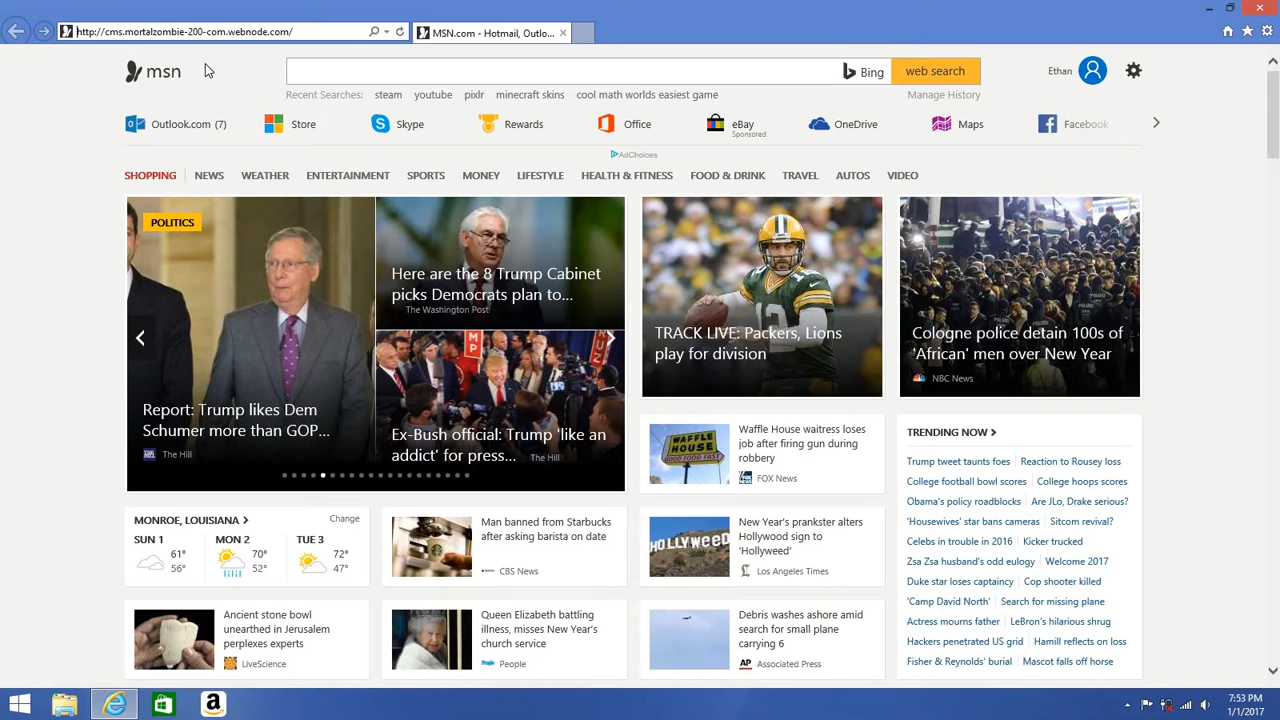 http://cms.mortalzombie-200-com.webnode.com/
MSN.com - Hotmail, Outlo...
msn
Bing
web search
Ethan
Recent Searches: steam youtube pixlr minecraft skins cool math worlds easiest game
Manage History
Outlook.com (7)
Store
Skype
Rewards
Office
eBay
Sponsored
OneDrive
Maps
Facebook
AdChoices
SHOPPING NEWS WEATHER ENTERTAINMENT SPORTS MONEY LIFESTYLE HEALTH & FITNESS FOOD & DRINK TRAVEL AUTOS VIDEO
POLITICS
Report: Trump likes Dem
Schumer more than GOP...
The Hill
Here are the 8 Trump Cabinet
picks Democrats plan to...
The Washington Post
Ex-Bush official: Trump 'like an
addict' for press...
The Hill
TRACK LIVE: Packers, Lions
play for division
Cologne police detain 100s of
'African' men over New Year
NBC News
WAFFLE
HOUSE
Waffle House waitress loses
job after firing gun during
robbery
FOX News
TRENDING NOW
Trump tweet taunts foes
Reaction to Rousey loss
College football bowl scores
College hoops scores
Obama's policy roadblocks
Are JLo, Drake serious?
'Housewives' star bans cameras
Sitcom revival?
Celebs in trouble in 2016
Kicker trucked
Zsa Zsa husband's odd eulogy
Welcome 2017
Duke star loses captaincy
Cop shooter killed
'Camp David North'
Search for missing plane
Actress mourns father
LeBron's hilarious shrug
Hackers penetrated US grid
Hamill reflects on loss
Fisher & Reynolds' burial
Mascot falls off horse
MONROE, LOUISIANA
Change
SUN 1
61°
56°
MON 2
70°
52°
TUE 3
72°
47°
Man banned from Starbucks
after asking barista on date
CBS News
HOLLYWEED
New Year's prankster alters
Hollywood sign to
'Hollyweed'
Los Angeles Times
Ancient stone bowl
unearthed in Jerusalem
perplexes experts
LiveScience
Queen Elizabeth battling
illness, misses New Year's
church service
People
Debris washes ashore amid
search for small plane
carrying 6
AP
Associated Press
7:53 PM
1/1/2017